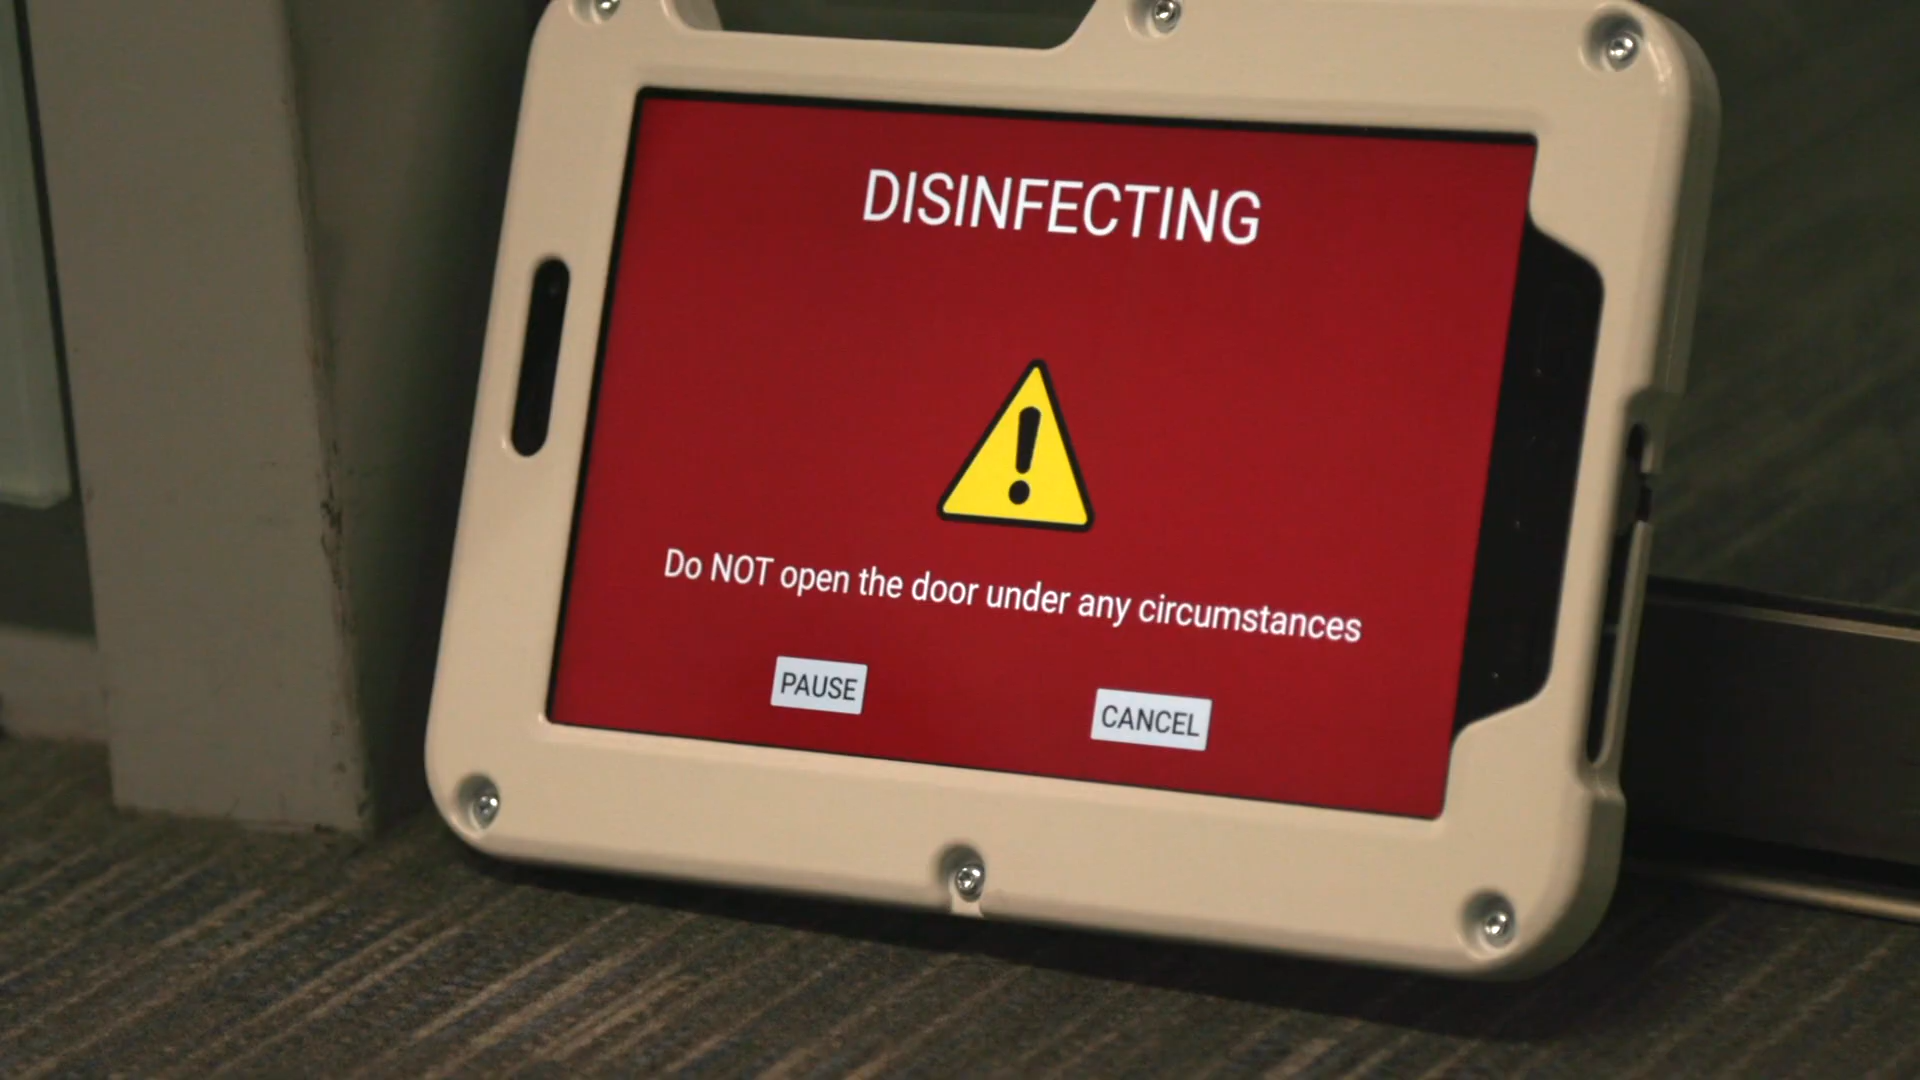 DISINFECTING
Do NOT open the door under any circumstances
PAUSE
CANCEL